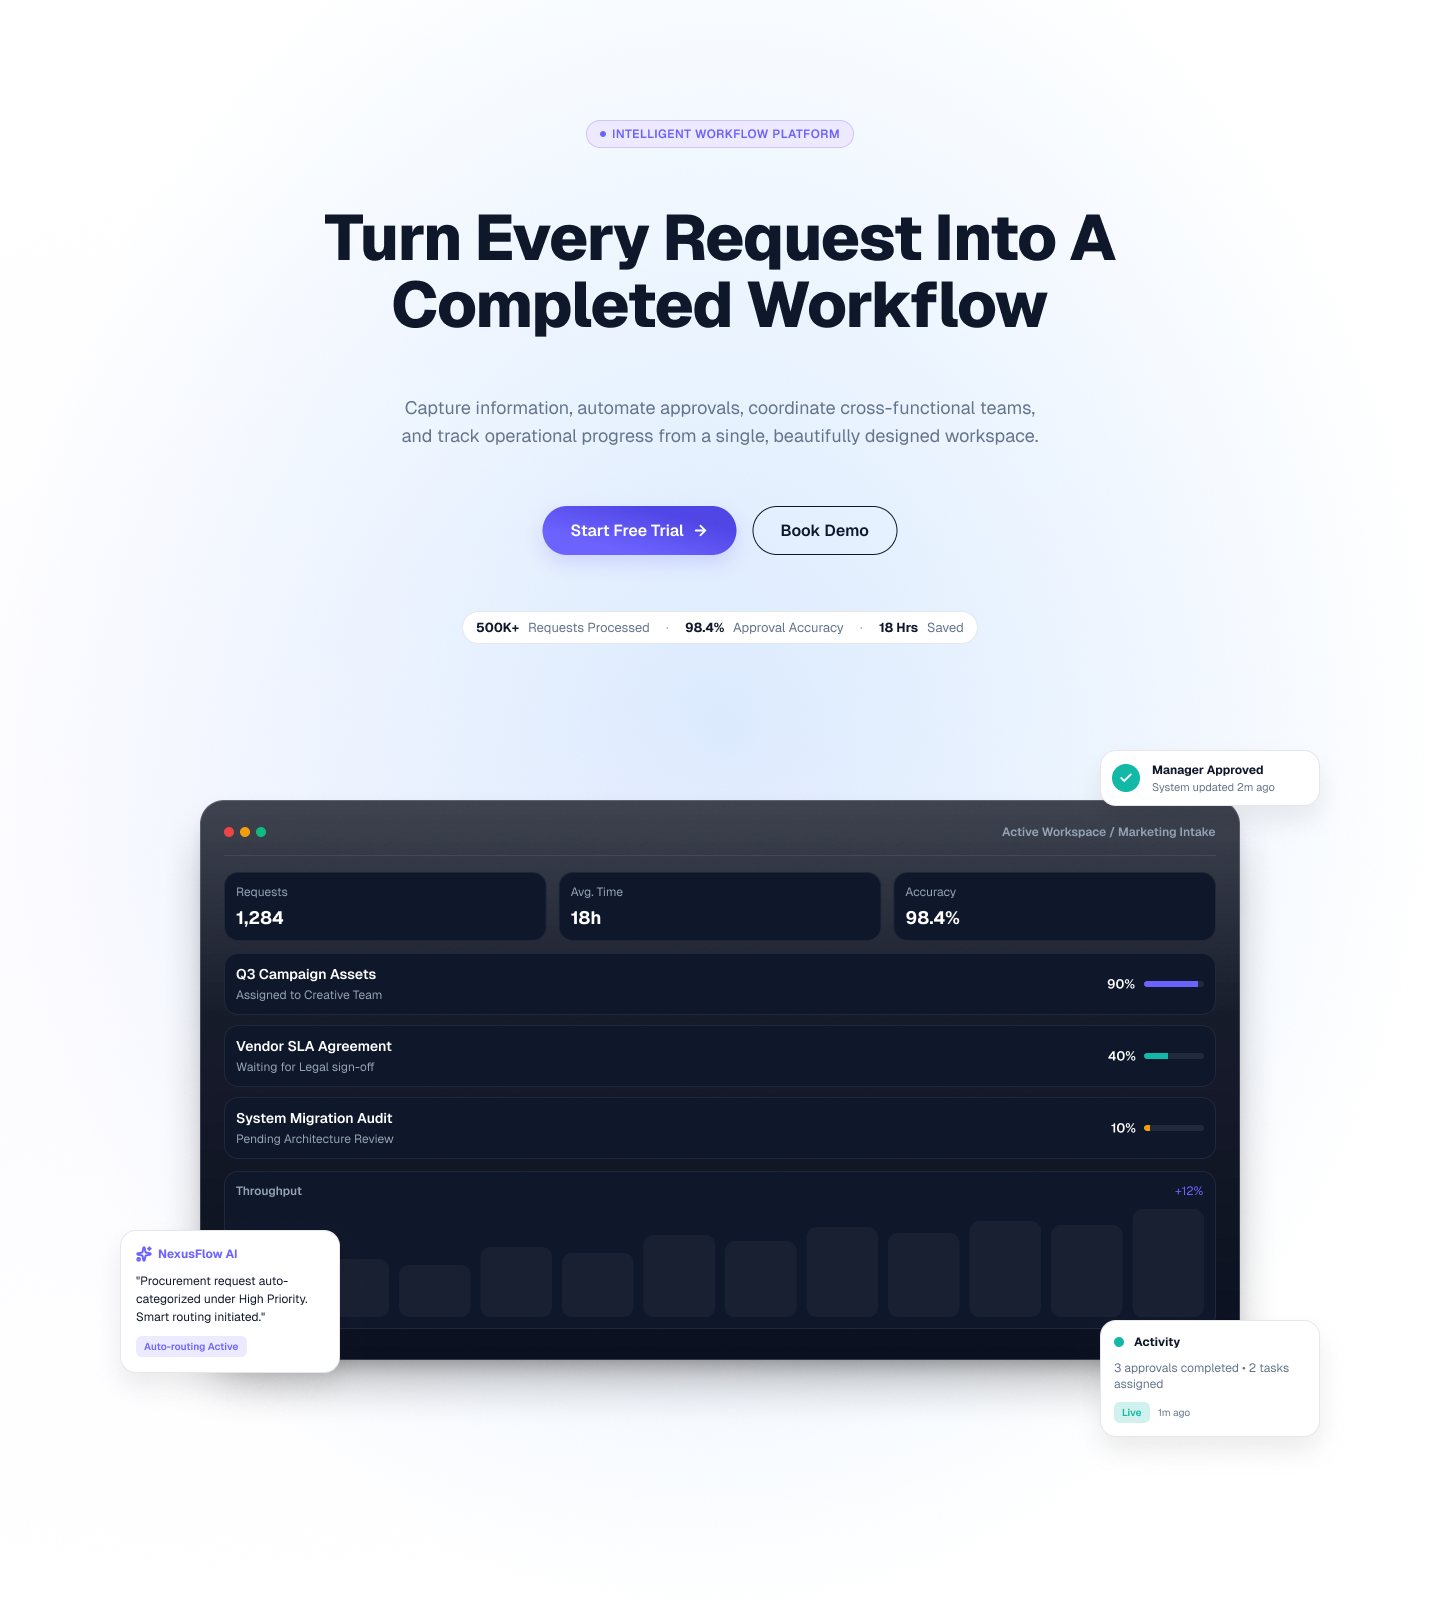 INTELLIGENT WORKFLOW PLATFORM
Turn Every Request Into A
Completed Workflow
Capture information, automate approvals, coordinate cross-functional teams,
and track operational progress from a single, beautifully designed workspace.
Start Free Trial →
Book Demo
500K+ Requests Processed · 98.4% Approval Accuracy · 18 Hrs Saved
Manager Approved
System updated 2m ago
Active Workspace / Marketing Intake
Requests
1,284
Avg. Time
18h
Accuracy
98.4%
Q3 Campaign Assets
Assigned to Creative Team
90%
Vendor SLA Agreement
Waiting for Legal sign-off
40%
System Migration Audit
Pending Architecture Review
10%
Throughput
+12%
NexusFlow AI
"Procurement request auto-
categorized under High Priority.
Smart routing initiated."
Auto-routing Active
Activity
3 approvals completed • 2 tasks
assigned
Live 1m ago